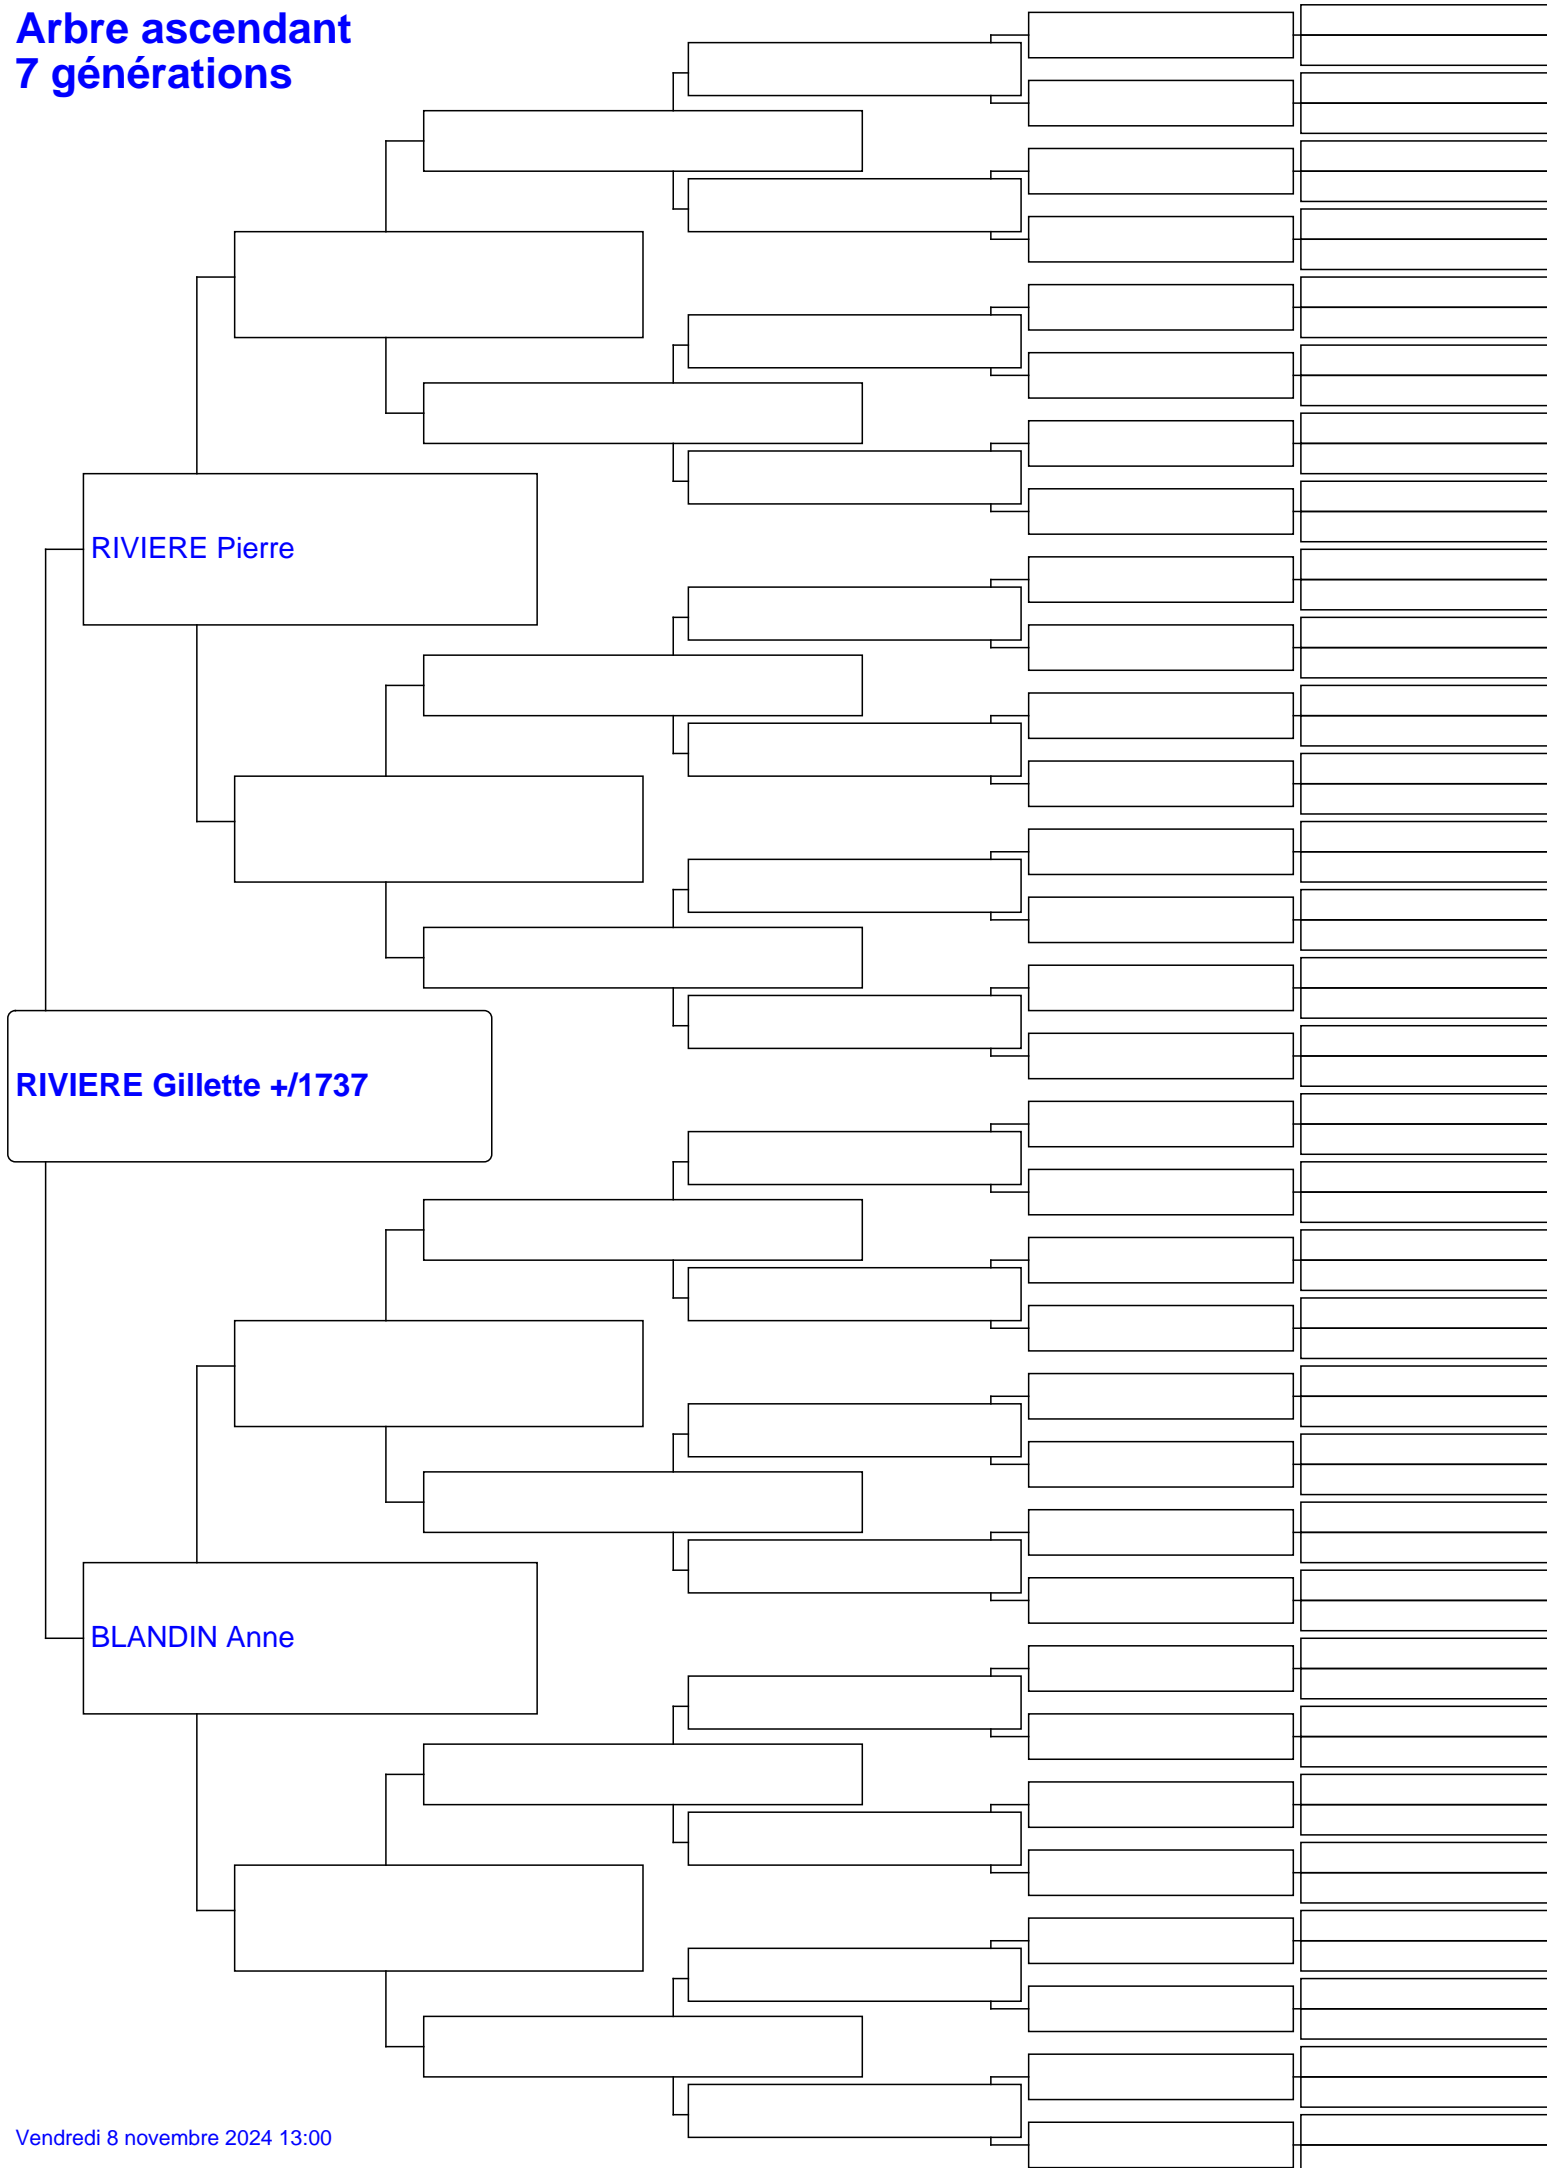 Arbre ascendant
7 générations
RIVIERE Pierre
RIVIERE Gillette +/1737
BLANDIN Anne
Vendredi 8 novembre 2024 13:00